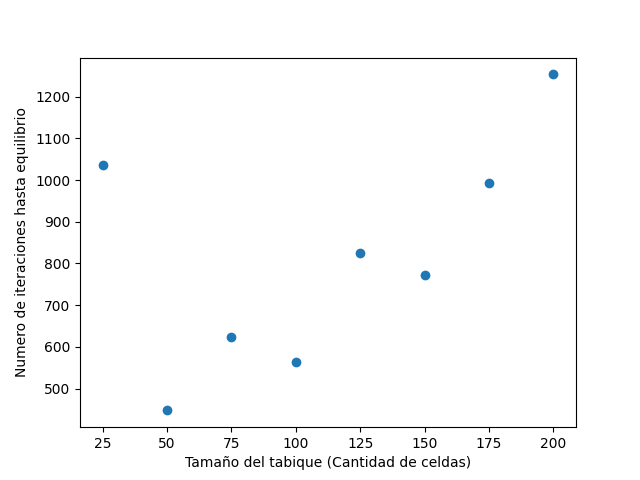 1200
1100
1000
900
800
700
600
500
Numero de iteraciones hasta equilibrio
25 50 75 100 125 150 175 200
Tamaño del tabique (Cantidad de celdas)